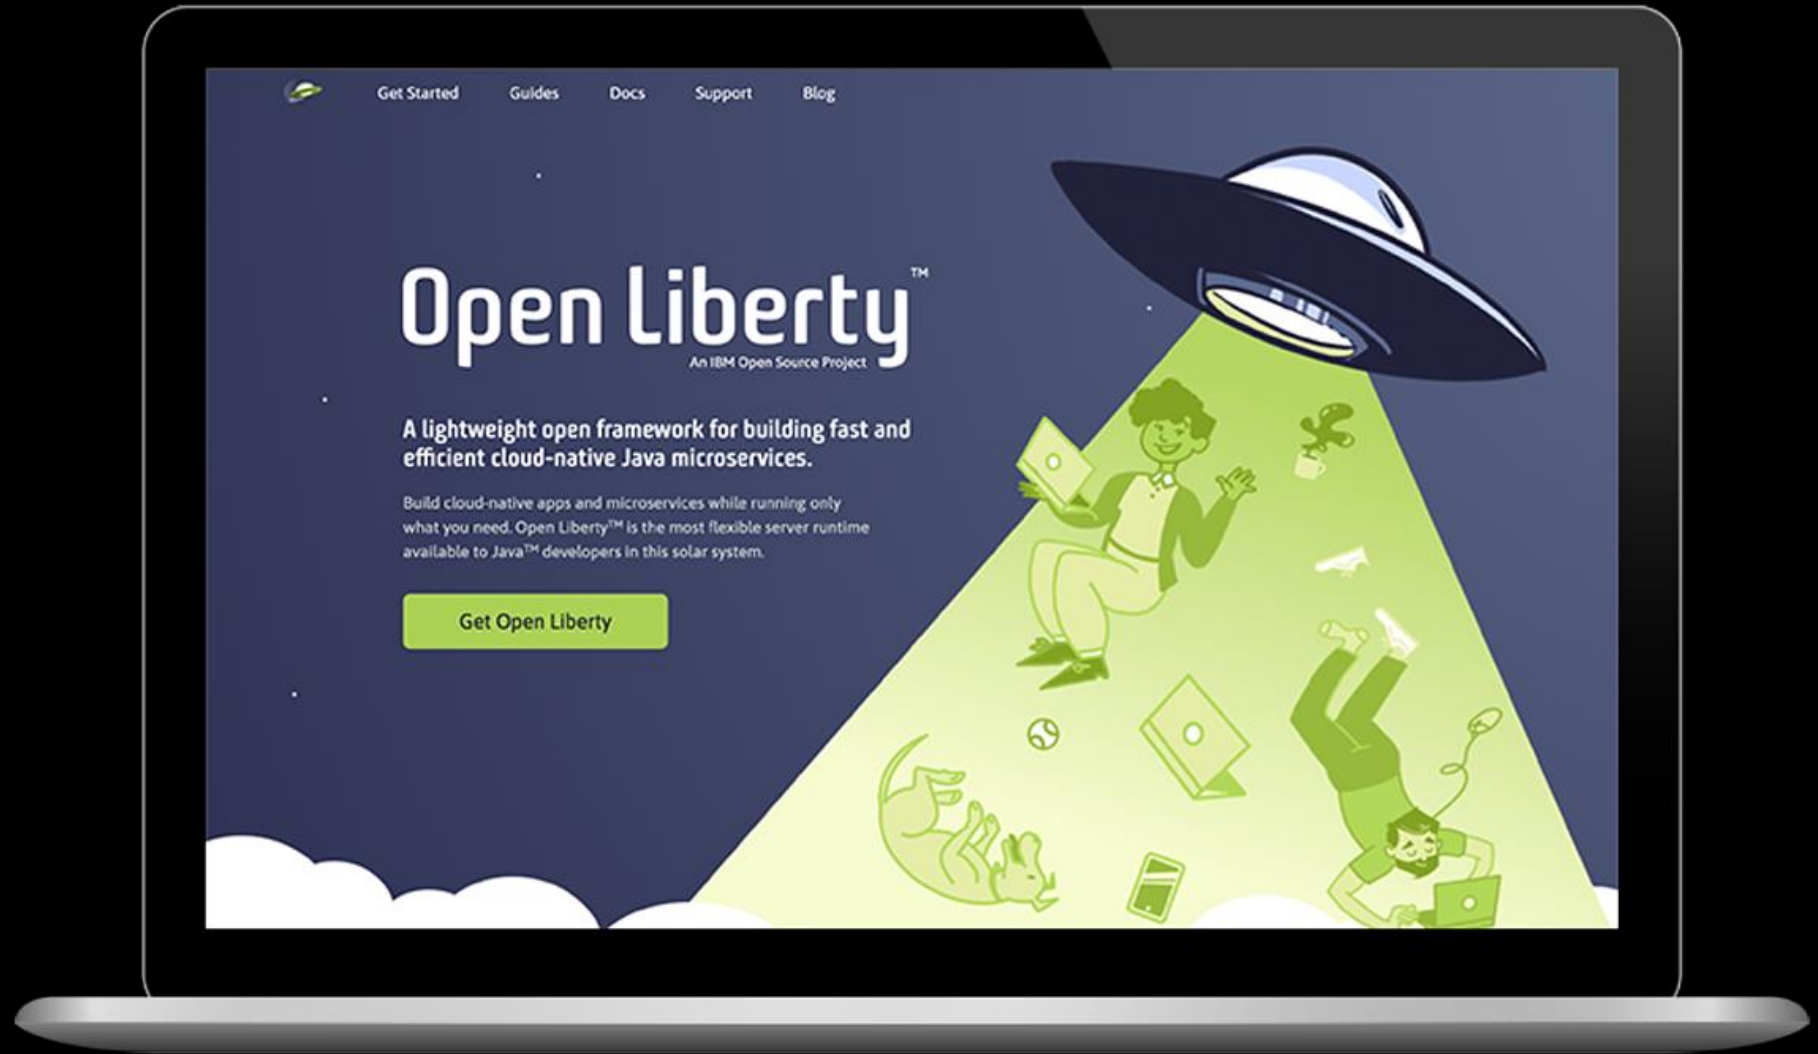 Get Started Guides Docs Support Blog
Open Liberty™
An IBM Open Source Project
A lightweight open framework for building fast and
efficient cloud-native Java microservices.
Build cloud-native apps and microservices while running only
what you need. Open Liberty™ is the most flexible server runtime
available to Java™ developers in this solar system.
Get Open Liberty